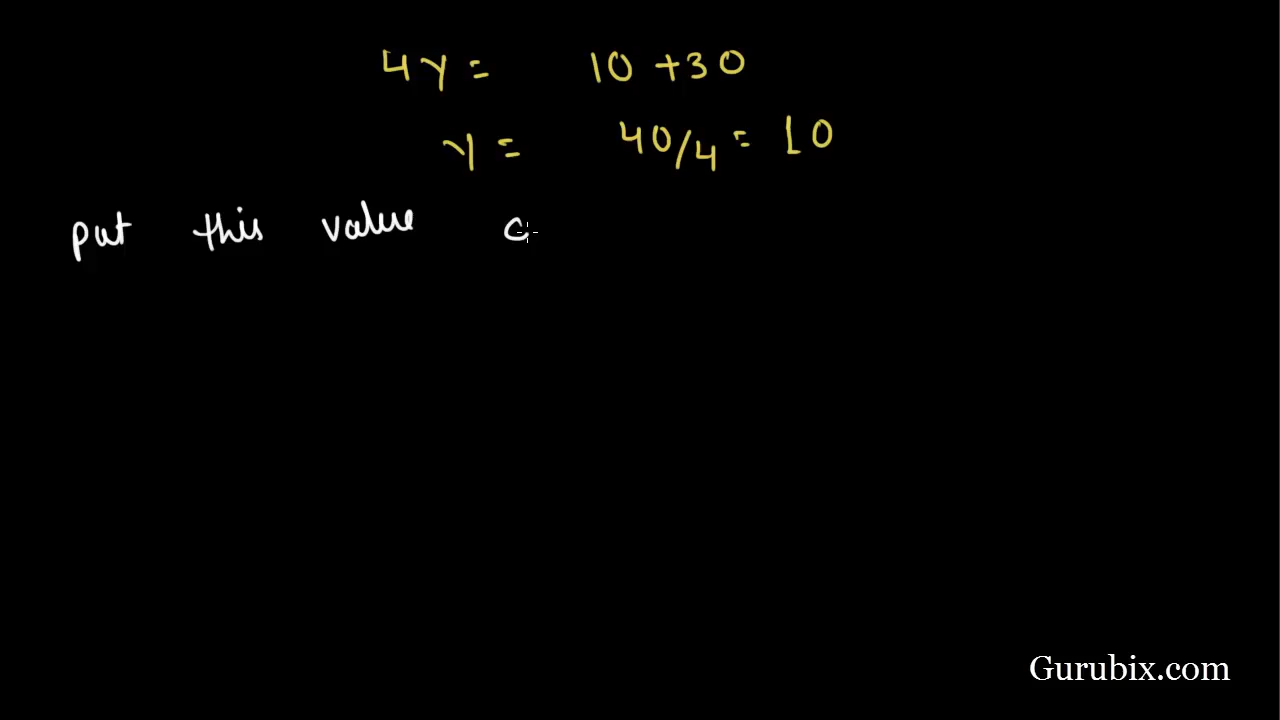 4y = 10 + 30
y = 40/4 = 10
put this value
Gurubix.com